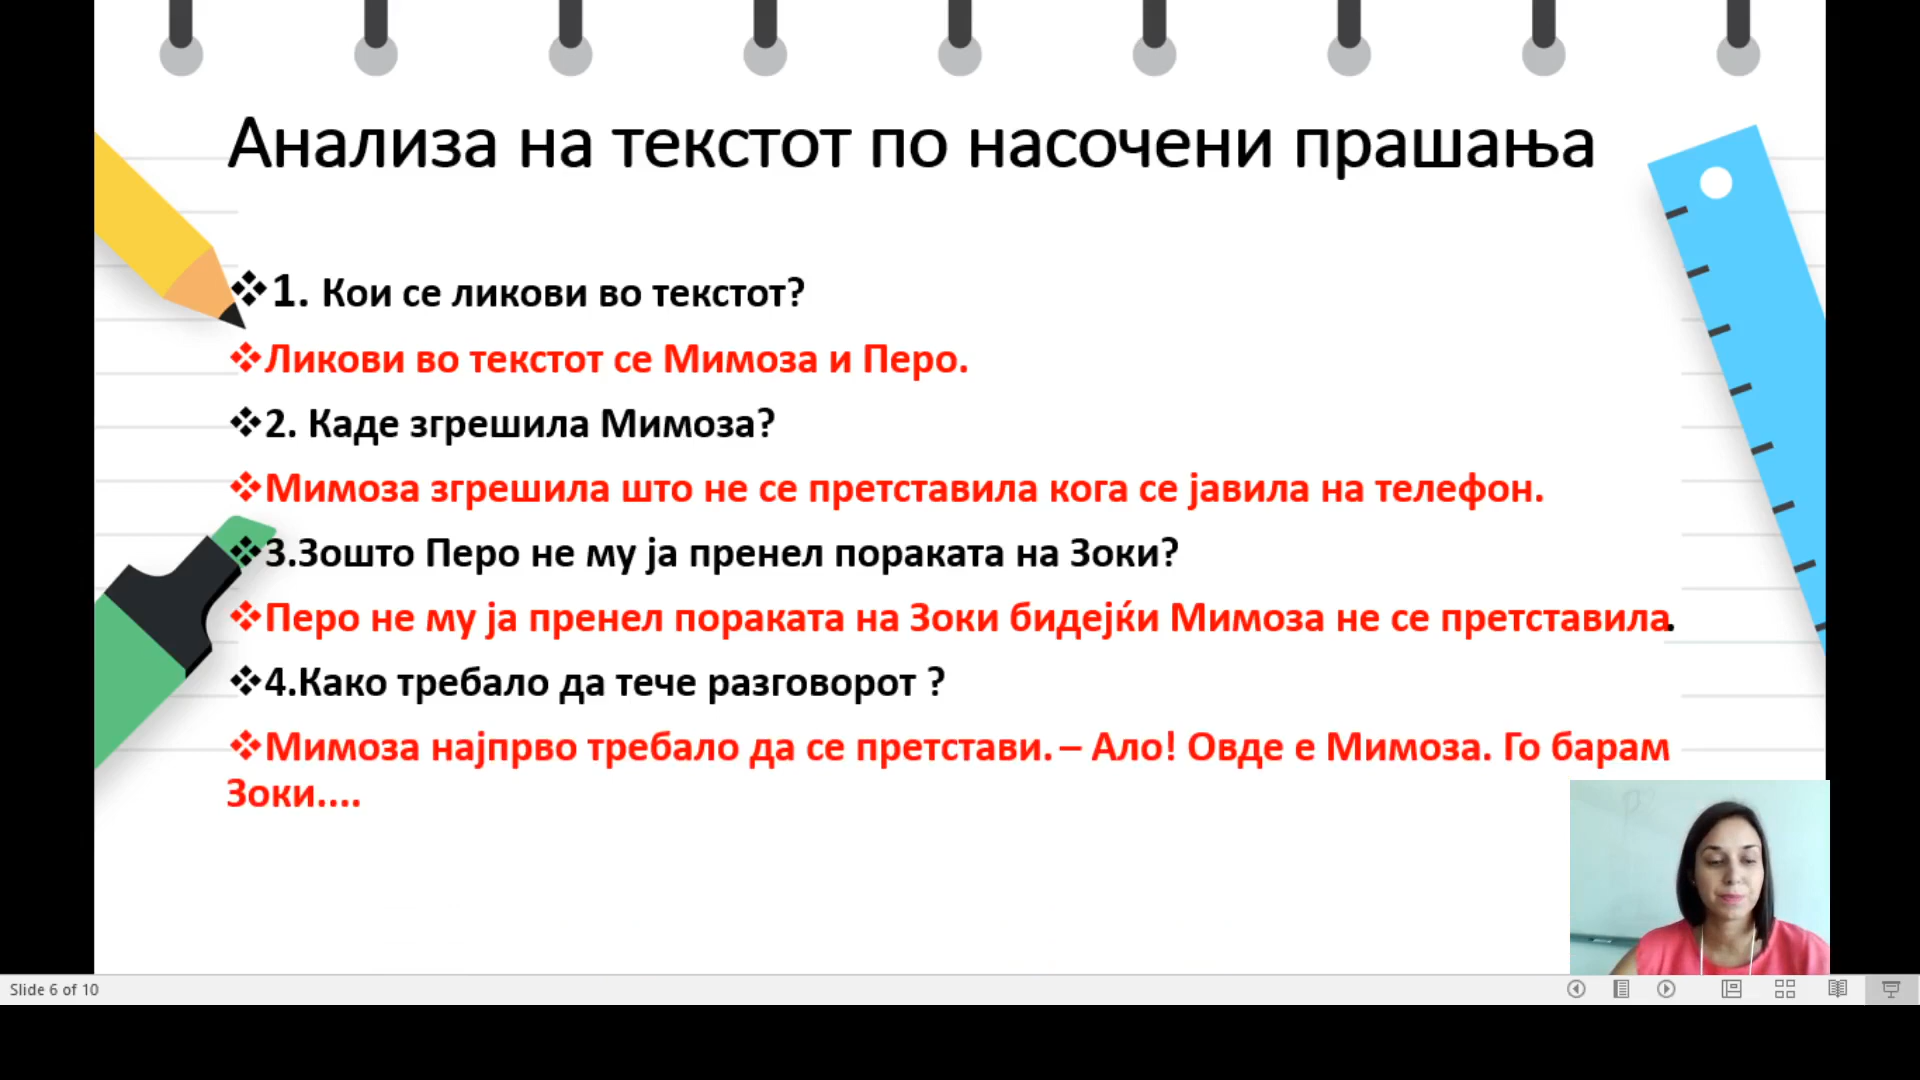 Анализа на текстот по насочени прашања
❖1. Кои се ликови во текстот?
❖Ликови во текстот се Мимоза и Перо.
❖2. Каде згрешила Мимоза?
❖Мимоза згрешила што не се претставила кога се јавила на телефон.
❖3.Зошто Перо не му ја пренел пораката на Зоки?
❖Перо не му ја пренел пораката на Зоки бидејќи Мимоза не се претставила.
❖4.Како требало да тече разговорот ?
❖Мимоза најпрво требало да се претстави. – Ало! Овде е Мимоза. Го барам
Зоки....
Slide 6 of 10